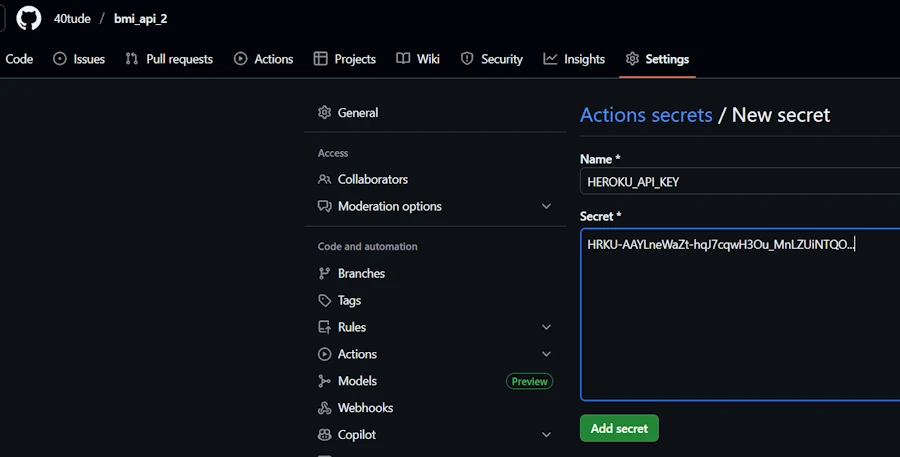 40tude / bmi_api_2
Code Issues Pull requests Actions Projects Wiki Security Insights Settings
General
Access
Collaborators
Moderation options
Code and automation
Branches
Tags
Rules
Actions
Models Preview
Webhooks
Copilot
Actions secrets / New secret
Name *
HEROKU_API_KEY
Secret *
HRKU-AAYLneWaZt-hqJ7cqwH3Ou_MnLZUiNTQO...
Add secret